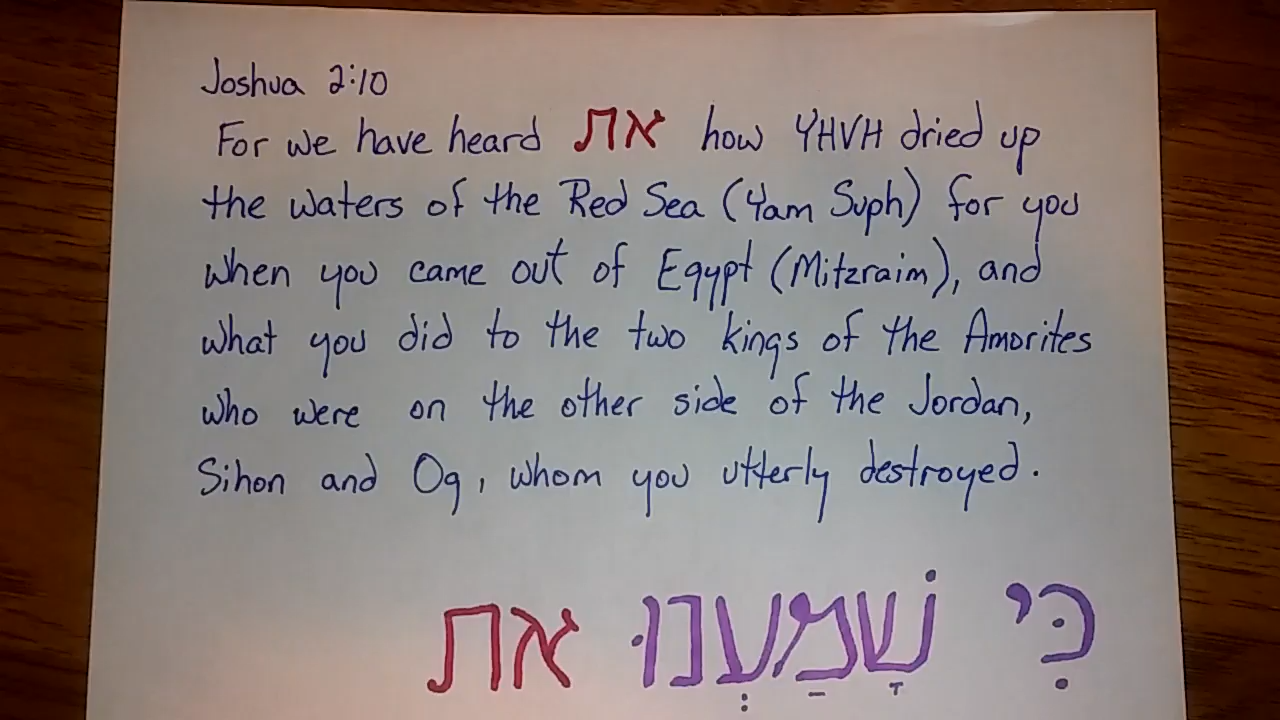 Joshua 2:10
For we have heard את how YHVH dried up
the waters of the Red Sea (Yam Suph) for you
when you came out of Egypt (Mitzraim), and
what you did to the two kings of the Amorites
who were on the other side of the Jordan,
Sihon and Og, whom you utterly destroyed.
כִּי שָׁמַעְנוּ את